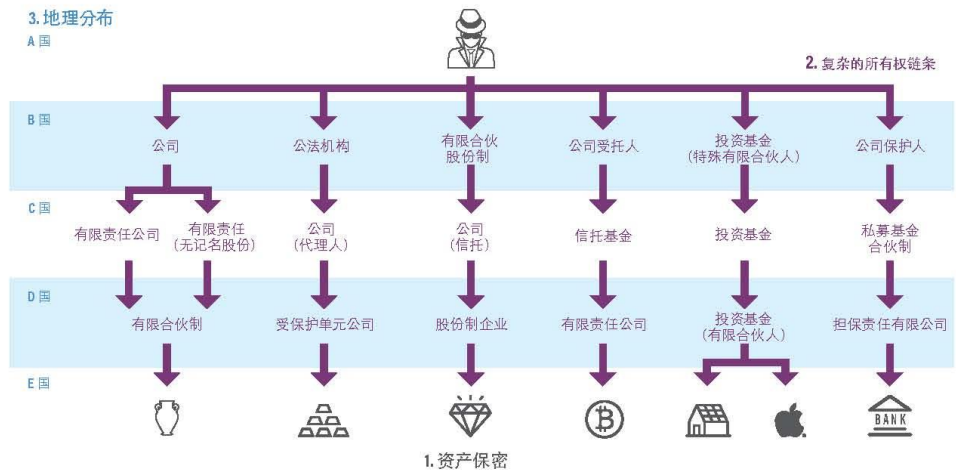 3. 地理分布
A 国
2. 复杂的所有权链条
B 国
公司
公法机构
有限合伙
股份制
公司受托人
投资基金
(特殊有限合伙人)
公司保护人
C 国
有限责任公司
有限责任
(无记名股份)
公司
(代理人)
公司
(信托)
信托基金
投资基金
私募基金
合伙制
D 国
有限合伙制
受保护单元公司
股份制企业
有限责任公司
投资基金
(有限合伙人)
担保责任有限公司
E 国
BANK
1. 资产保密